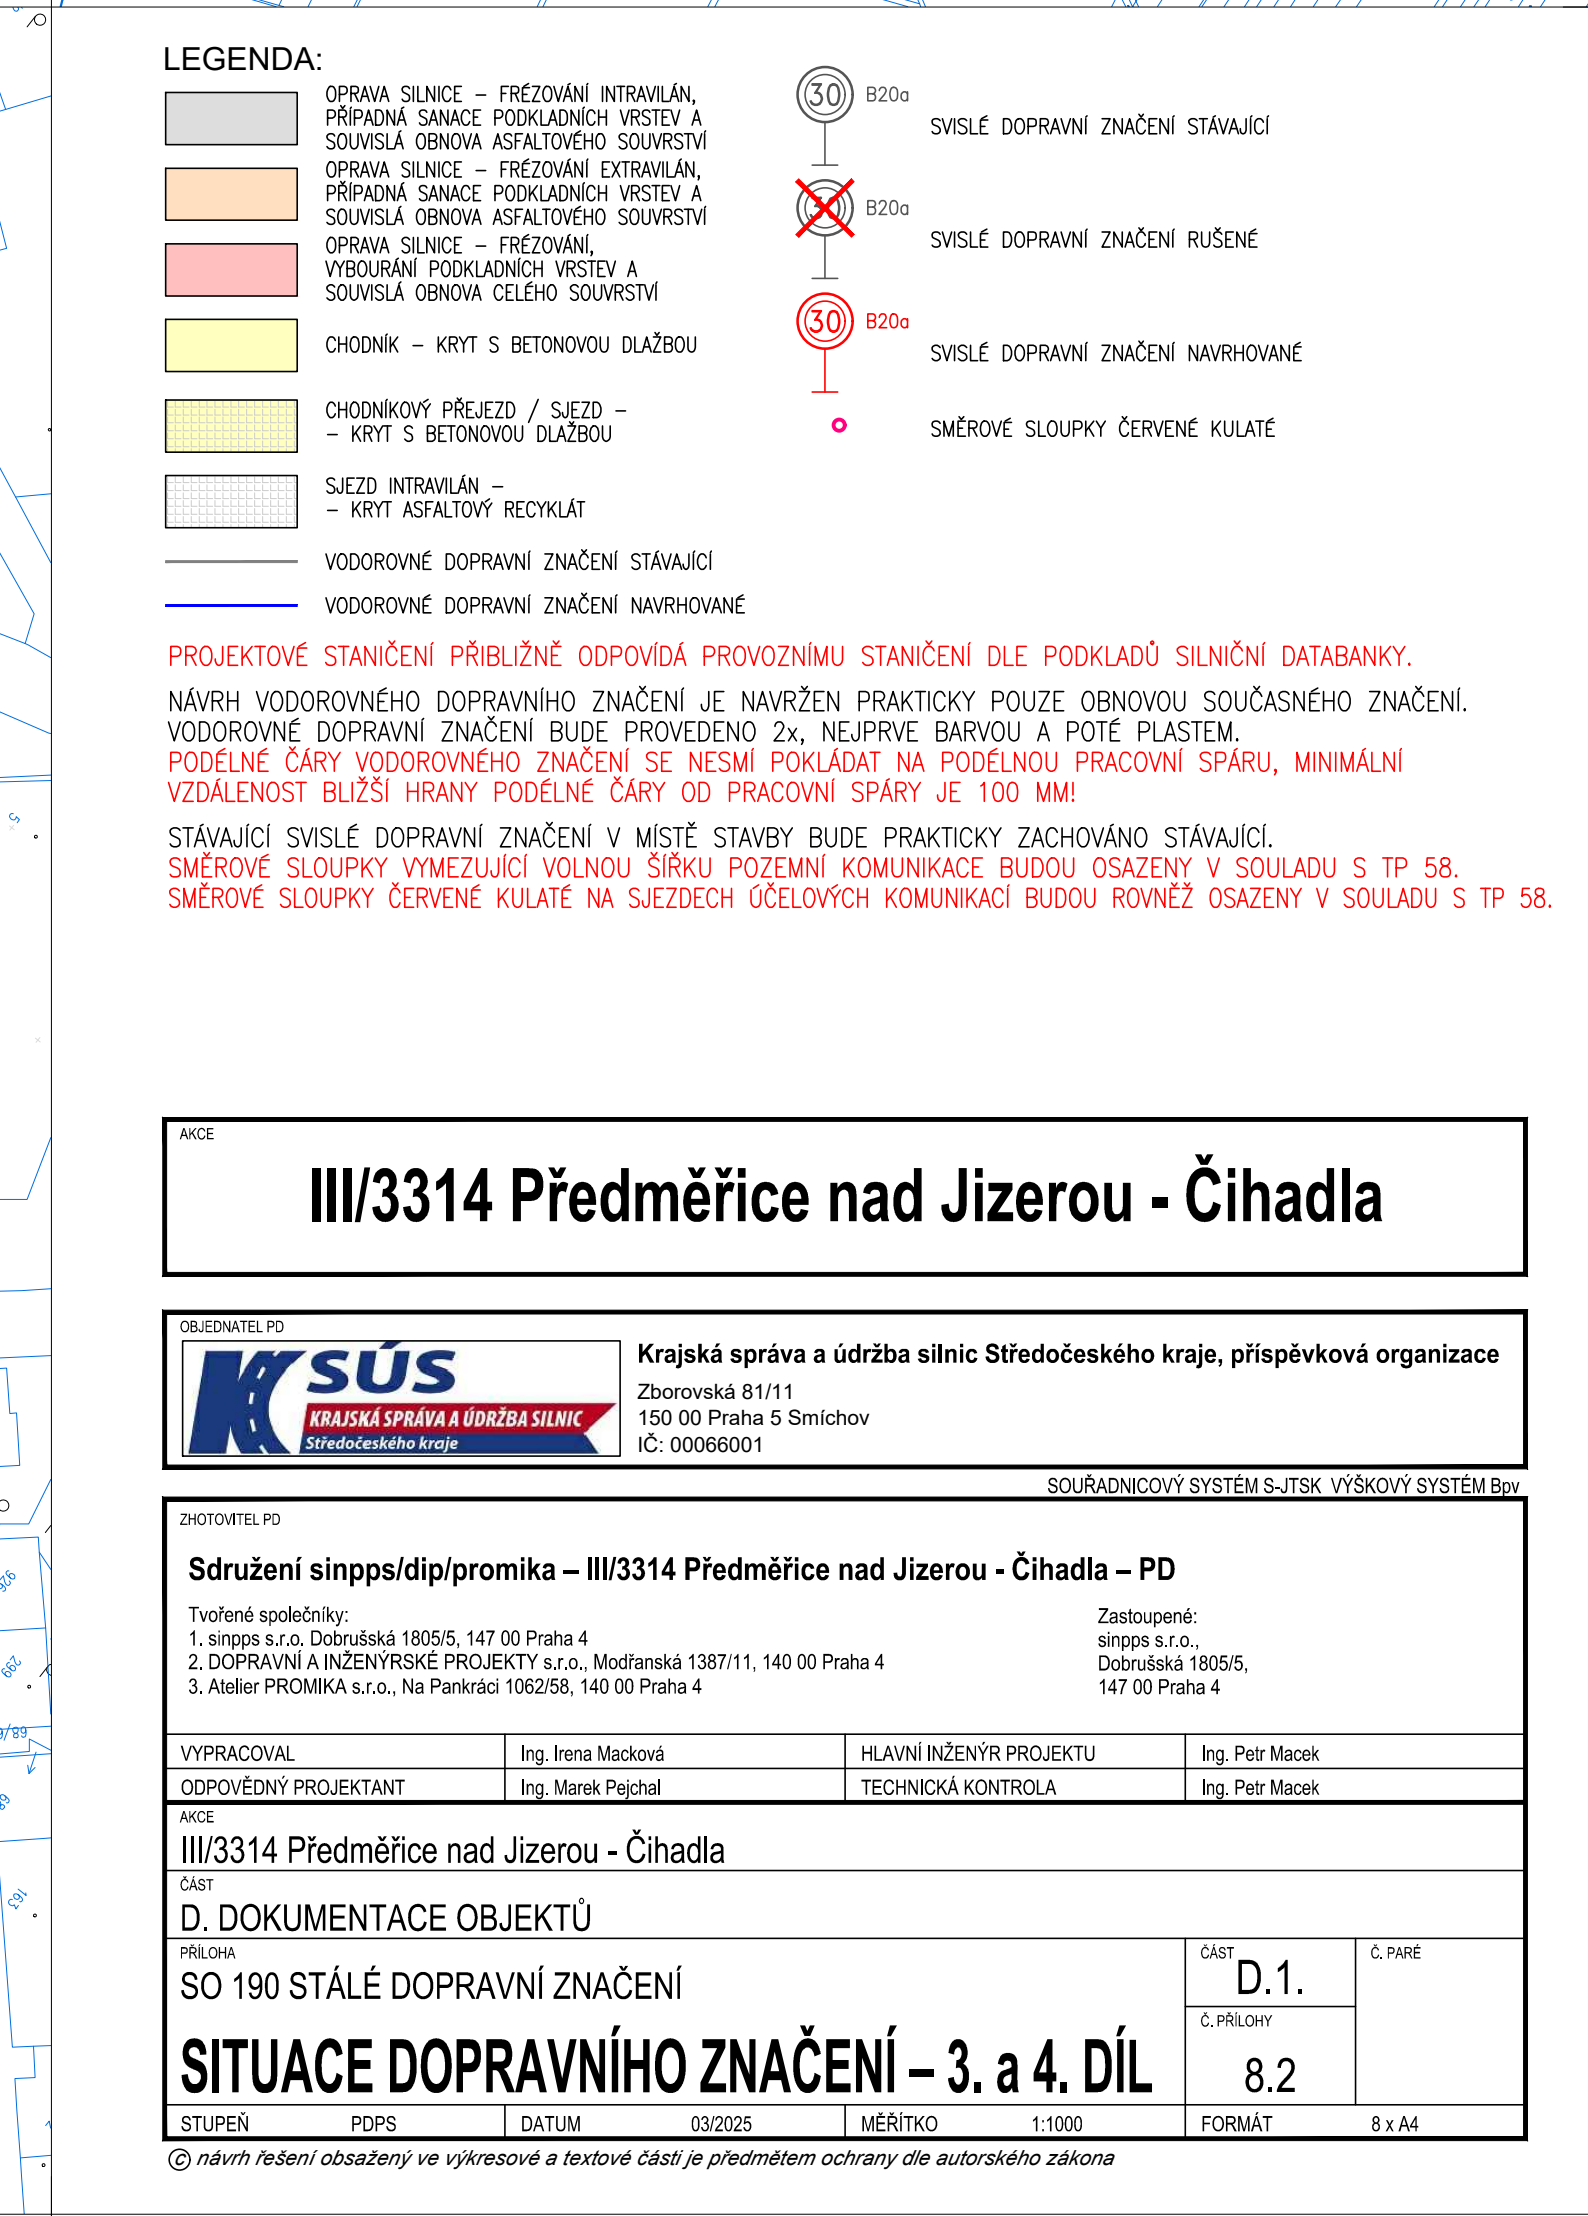 LEGENDA:
OPRAVA SILNICE – FRÉZOVÁNÍ INTRAVILÁN,
PŘÍPADNÁ SANACE PODKLADNÍCH VRSTEV A
SOUVISLÁ OBNOVA ASFALTOVÉHO SOUVRSTVÍ
OPRAVA SILNICE – FRÉZOVÁNÍ EXTRAVILÁN,
PŘÍPADNÁ SANACE PODKLADNÍCH VRSTEV A
SOUVISLÁ OBNOVA ASFALTOVÉHO SOUVRSTVÍ
OPRAVA SILNICE – FRÉZOVÁNÍ,
VYBOURÁNÍ PODKLADNÍCH VRSTEV A
SOUVISLÁ OBNOVA CELÉHO SOUVRSTVÍ
CHODNÍK – KRYT S BETONOVOU DLAŽBOU
CHODNÍKOVÝ PŘEJEZD / SJEZD –
– KRYT S BETONOVOU DLAŽBOU
SJEZD INTRAVILÁN –
– KRYT ASFALTOVÝ RECYKLÁT
VODOROVNÉ DOPRAVNÍ ZNAČENÍ STÁVAJÍCÍ
VODOROVNÉ DOPRAVNÍ ZNAČENÍ NAVRHOVANÉ
30 B20a
SVISLÉ DOPRAVNÍ ZNAČENÍ STÁVAJÍCÍ
30 B20a
SVISLÉ DOPRAVNÍ ZNAČENÍ RUŠENÉ
30 B20a
SVISLÉ DOPRAVNÍ ZNAČENÍ NAVRHOVANÉ
SMĚROVÉ SLOUPKY ČERVENÉ KULATÉ
PROJEKTOVÉ STANIČENÍ PŘIBLIŽNĚ ODPOVÍDÁ PROVOZNÍMU STANIČENÍ DLE PODKLADŮ SILNIČNÍ DATABANKY.
NÁVRH VODOROVNÉHO DOPRAVNÍHO ZNAČENÍ JE NAVRŽEN PRAKTICKY POUZE OBNOVOU SOUČASNÉHO ZNAČENÍ.
VODOROVNÉ DOPRAVNÍ ZNAČENÍ BUDE PROVEDENO 2x, NEJPRVE BARVOU A POTÉ PLASTEM.
PODÉLNÉ ČÁRY VODOROVNÉHO ZNAČENÍ SE NESMÍ POKLÁDAT NA PODÉLNOU PRACOVNÍ SPÁRU, MINIMÁLNÍ
VZDÁLENOST BLIŽŠÍ HRANY PODÉLNÉ ČÁRY OD PRACOVNÍ SPÁRY JE 100 MM!
STÁVAJÍCÍ SVISLÉ DOPRAVNÍ ZNAČENÍ V MÍSTĚ STAVBY BUDE PRAKTICKY ZACHOVÁNO STÁVAJÍCÍ.
SMĚROVÉ SLOUPKY VYMEZUJÍCÍ VOLNOU ŠÍŘKU POZEMNÍ KOMUNIKACE BUDOU OSAZENY V SOULADU S TP 58.
SMĚROVÉ SLOUPKY ČERVENÉ KULATÉ NA SJEZDECH ÚČELOVÝCH KOMUNIKACÍ BUDOU ROVNĚŽ OSAZENY V SOULADU S TP 58.
5
926
299
68
163
AKCE
III/3314 Předměřice nad Jizerou - Čihadla
OBJEDNATEL PD
KSÚS
KRAJSKÁ SPRÁVA A ÚDRŽBA SILNIC
Středočeského kraje
Krajská správa a údržba silnic Středočeského kraje, příspěvková organizace
Zborovská 81/11
150 00 Praha 5 Smíchov
IČ: 00066001
SOUŘADNICOVÝ SYSTÉM S-JTSK VÝŠKOVÝ SYSTÉM Bpv
ZHOTOVITEL PD
Sdružení sinpps/dip/promika – III/3314 Předměřice nad Jizerou - Čihadla – PD
Tvořené společníky:
1. sinpps s.r.o. Dobrušská 1805/5, 147 00 Praha 4
2. DOPRAVNÍ A INŽENÝRSKÉ PROJEKTY s.r.o., Modřanská 1387/11, 140 00 Praha 4
3. Atelier PROMIKA s.r.o., Na Pankráci 1062/58, 140 00 Praha 4
Zastoupené:
sinpps s.r.o.,
Dobrušská 1805/5,
147 00 Praha 4
VYPRACOVAL Ing. Irena Macková HLAVNÍ INŽENÝR PROJEKTU Ing. Petr Macek
ODPOVĚDNÝ PROJEKTANT Ing. Marek Pejchal TECHNICKÁ KONTROLA Ing. Petr Macek
AKCE
III/3314 Předměřice nad Jizerou - Čihadla
ČÁST
D. DOKUMENTACE OBJEKTŮ
PŘÍLOHA
SO 190 STÁLÉ DOPRAVNÍ ZNAČENÍ
SITUACE DOPRAVNÍHO ZNAČENÍ – 3. a 4. DÍL
ČÁST
D.1.
Č. PŘÍLOHY
8.2
Č. PARÉ
STUPEŇ PDPS DATUM 03/2025 MĚŘÍTKO 1:1000 FORMÁT 8 x A4
© návrh řešení obsažený ve výkresové a textové části je předmětem ochrany dle autorského zákona